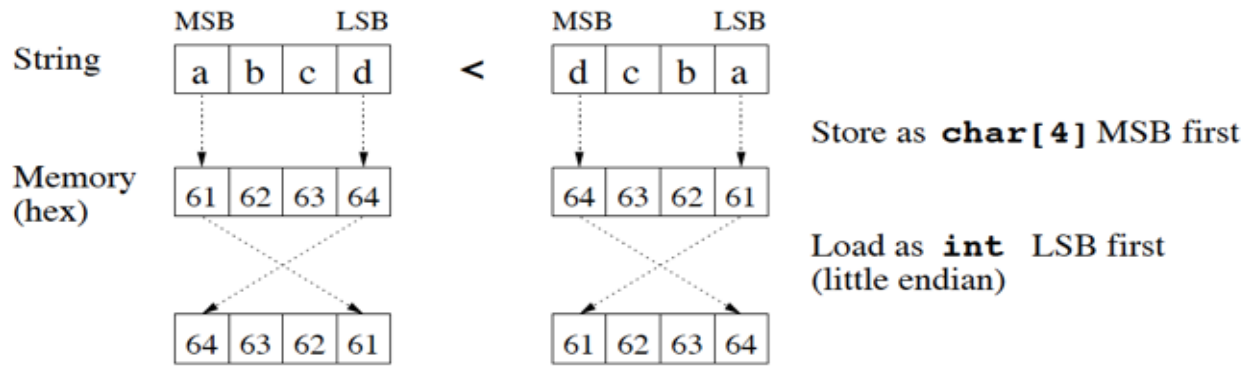 MSB LSB MSB LSB
String a b c d < d c b a
Store as char[4] MSB first
Memory
(hex) 61 62 63 64 64 63 62 61
Load as int LSB first
(little endian)
64 63 62 61 61 62 63 64